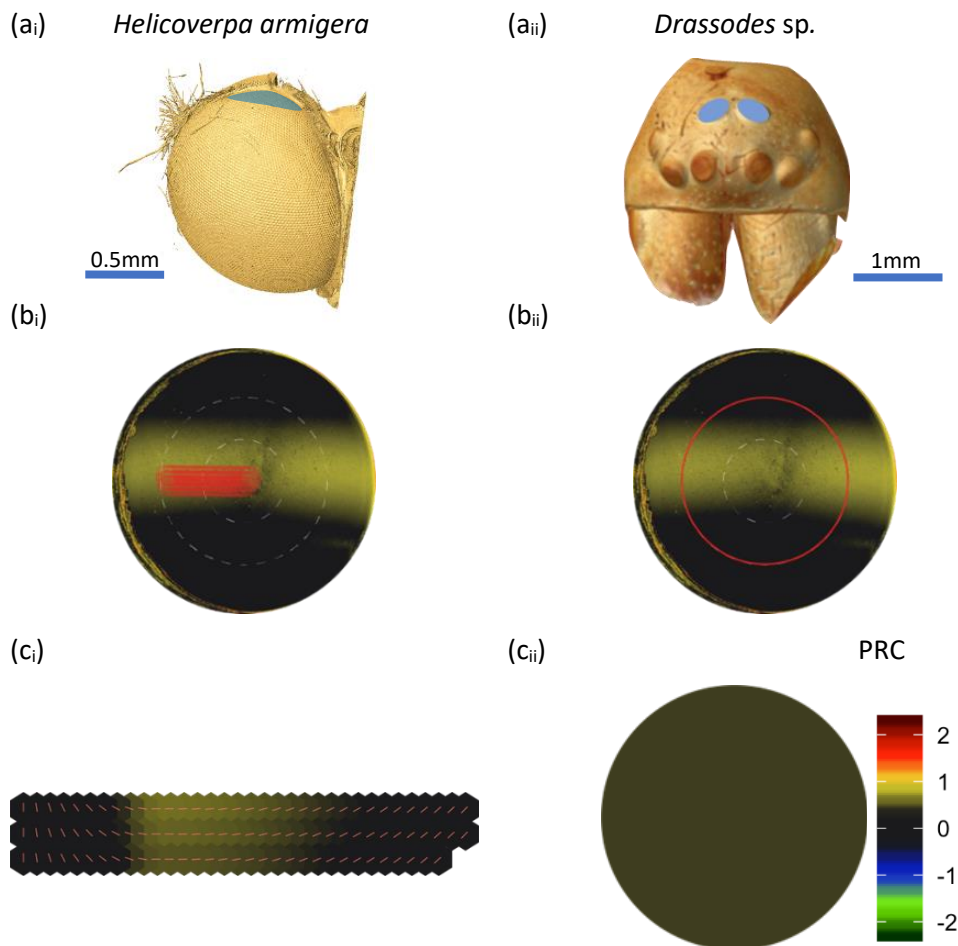 (ai) Helicoverpa armigera
(aii) Drassodes sp.
0.5mm
1mm
(bi)
(bii)
(ci)
(cii)
PRC
2
1
0
-1
-2